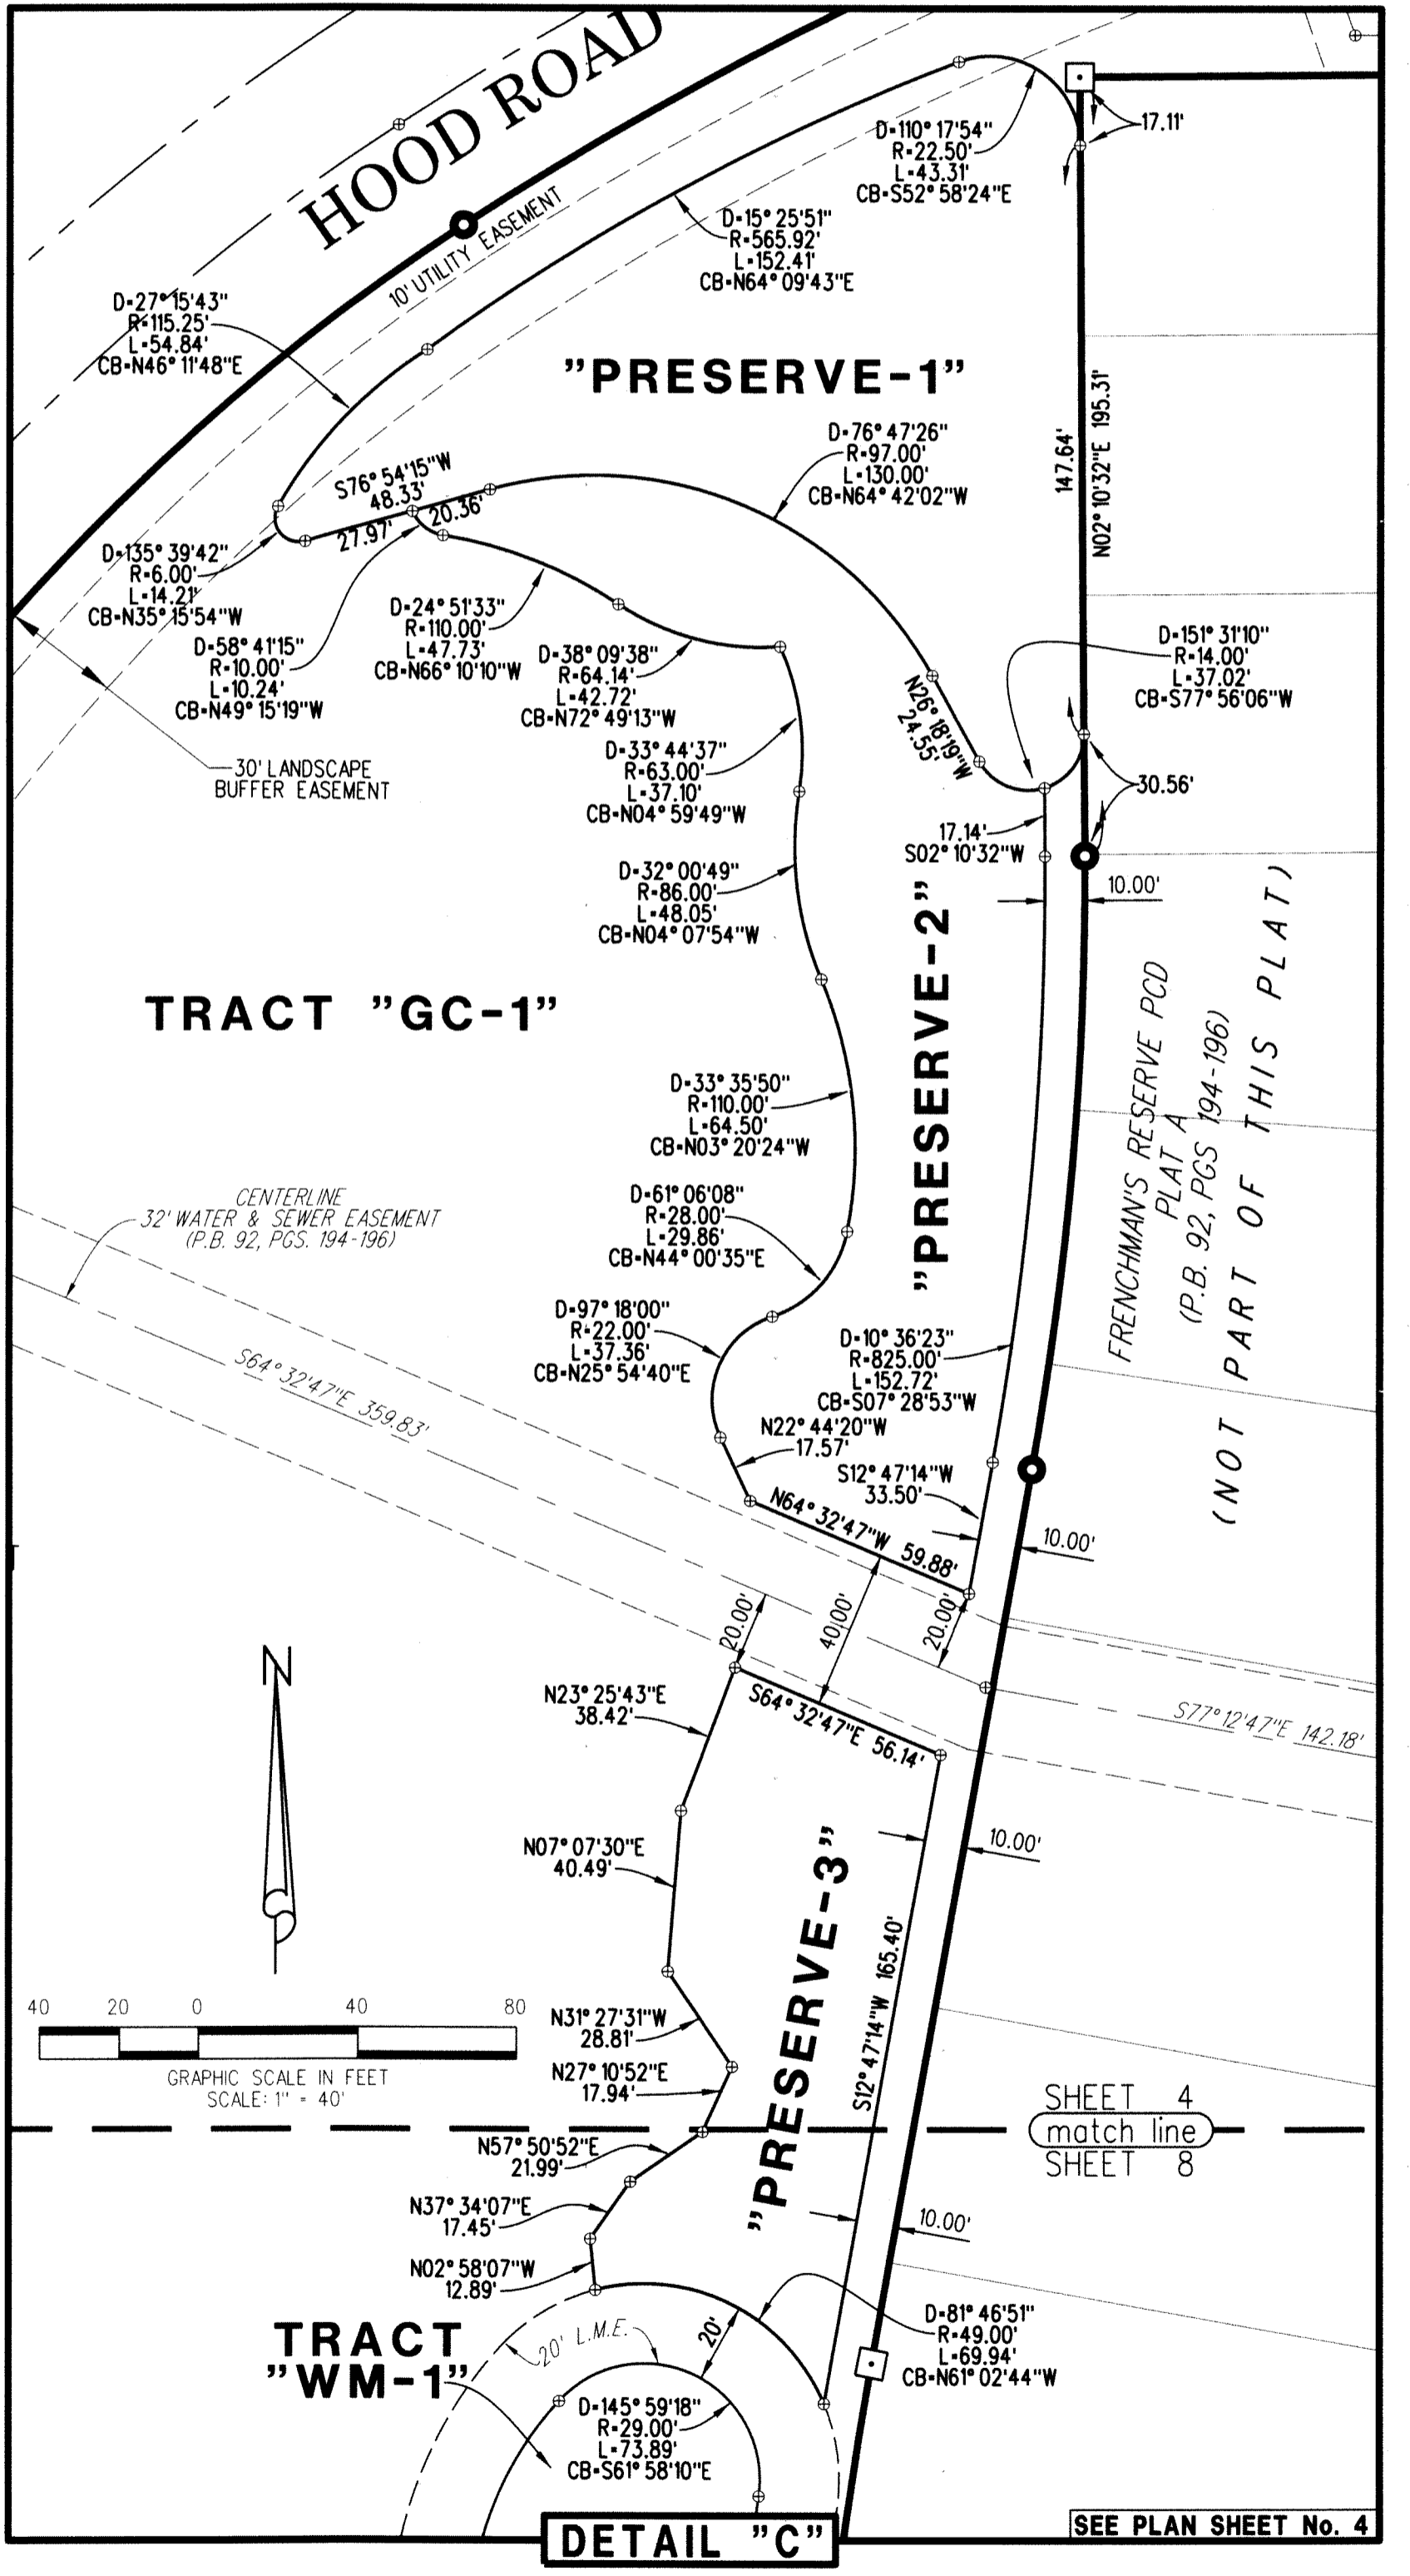 HOOD ROAD
10' UTILITY EASEMENT
D=110°17'54"
R=22.50'
L=43.31'
CB=S52°58'24"E
17.11'
D=15°25'51"
R=565.92'
L=152.41'
CB=N64°09'43"E
D=27°15'43"
R=115.25'
L=54.84'
CB=N46°11'48"E
"PRESERVE-1"
N02°10'32"E 195.31'
147.64'
D=76°47'26"
R=97.00'
L=130.00'
CB=N64°42'02"W
S76°54'15"W
48.33'
27.97'
20.36'
D=135°39'42"
R=6.00'
L=14.21'
CB=N35°15'54"W
D=58°41'15"
R=10.00'
L=10.24'
CB=N49°15'19"W
D=24°51'33"
R=110.00'
L=47.73'
CB=N66°10'10"W
D=38°09'38"
R=64.14'
L=42.72'
CB=N72°49'13"W
N26°18'19"W
24.55'
D=151°31'10"
R=14.00'
L=37.02'
CB=S77°56'06"W
30' LANDSCAPE
BUFFER EASEMENT
D=33°44'37"
R=63.00'
L=37.10'
CB=N04°59'49"W
30.56'
17.14'
S02°10'32"W
10.00'
D=32°00'49"
R=86.00'
L=48.05'
CB=N04°07'54"W
"PRESERVE-2"
TRACT "GC-1"
FRENCHMAN'S RESERVE PCD
PLAT A
(P.B. 92, PGS 194-196)
(NOT PART OF THIS PLAT)
D=33°35'50"
R=110.00'
L=64.50'
CB=N03°20'24"W
CENTERLINE
32' WATER & SEWER EASEMENT
(P.B. 92, PGS. 194-196)
D=61°06'08"
R=28.00'
L=29.86'
CB=N44°00'35"E
D=97°18'00"
R=22.00'
L=37.36'
CB=N25°54'40"E
D=10°36'23"
R=825.00'
L=152.72'
CB=S07°28'53"W
S64°32'47"E 359.83'
N22°44'20"W
17.57'
S12°47'14"W
33.50'
N64°32'47"W 59.88'
10.00'
20.00'
40.00'
20.00'
N23°25'43"E
38.42'
S64°32'47"E 56.14'
S77°12'47"E 142.18'
N
N07°07'30"E
40.49'
10.00'
"PRESERVE-3"
S12°47'14"W 165.40'
40 20 0 40 80
GRAPHIC SCALE IN FEET
SCALE: 1" = 40'
N31°27'31"W
28.81'
N27°10'52"E
17.94'
SHEET 4
match line
SHEET 8
N57°50'52"E
21.99'
N37°34'07"E
17.45'
10.00'
N02°58'07"W
12.89'
TRACT
"WM-1"
20' L.M.E.
20'
D=81°46'51"
R=49.00'
L=69.94'
CB=N61°02'44"W
D=145°59'18"
R=29.00'
L=73.89'
CB=S61°58'10"E
DETAIL "C"
SEE PLAN SHEET No. 4